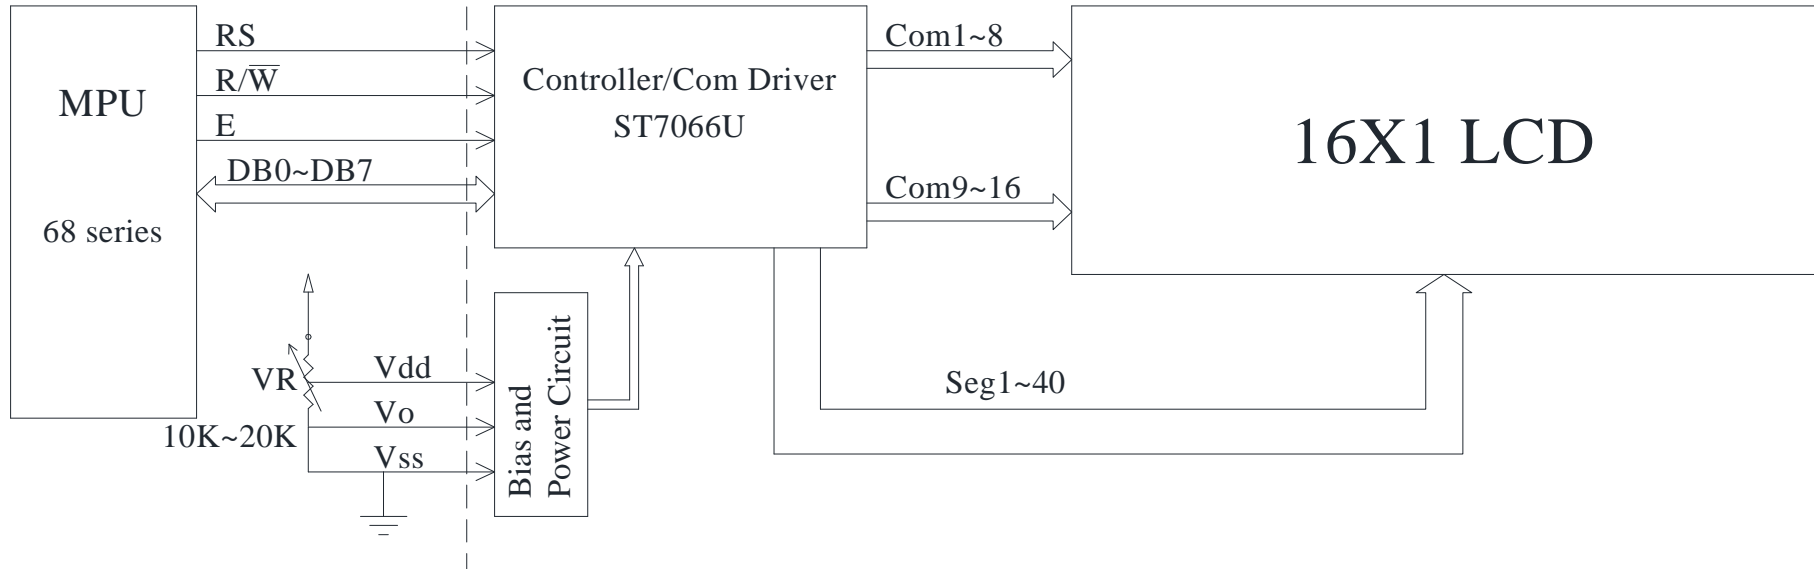 MPU
68 series
RS
R/W̅
E
DB0~DB7
Controller/Com Driver
ST7066U
Com1~8
Com9~16
16X1 LCD
VR
10K~20K
Vdd
Vo
Vss
Bias and
Power Circuit
Seg1~40